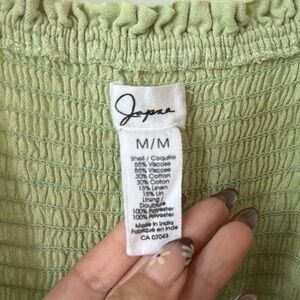 Japna
M/M
Shell / Coquille
55% Viscose
55% Viscose
30% Cotton
30% Coton
15% Linen
15% Lin
Lining /
Doublure
100% Polyester
100% Polyester
Made in India
Fabriqué en Inde
CA 07043